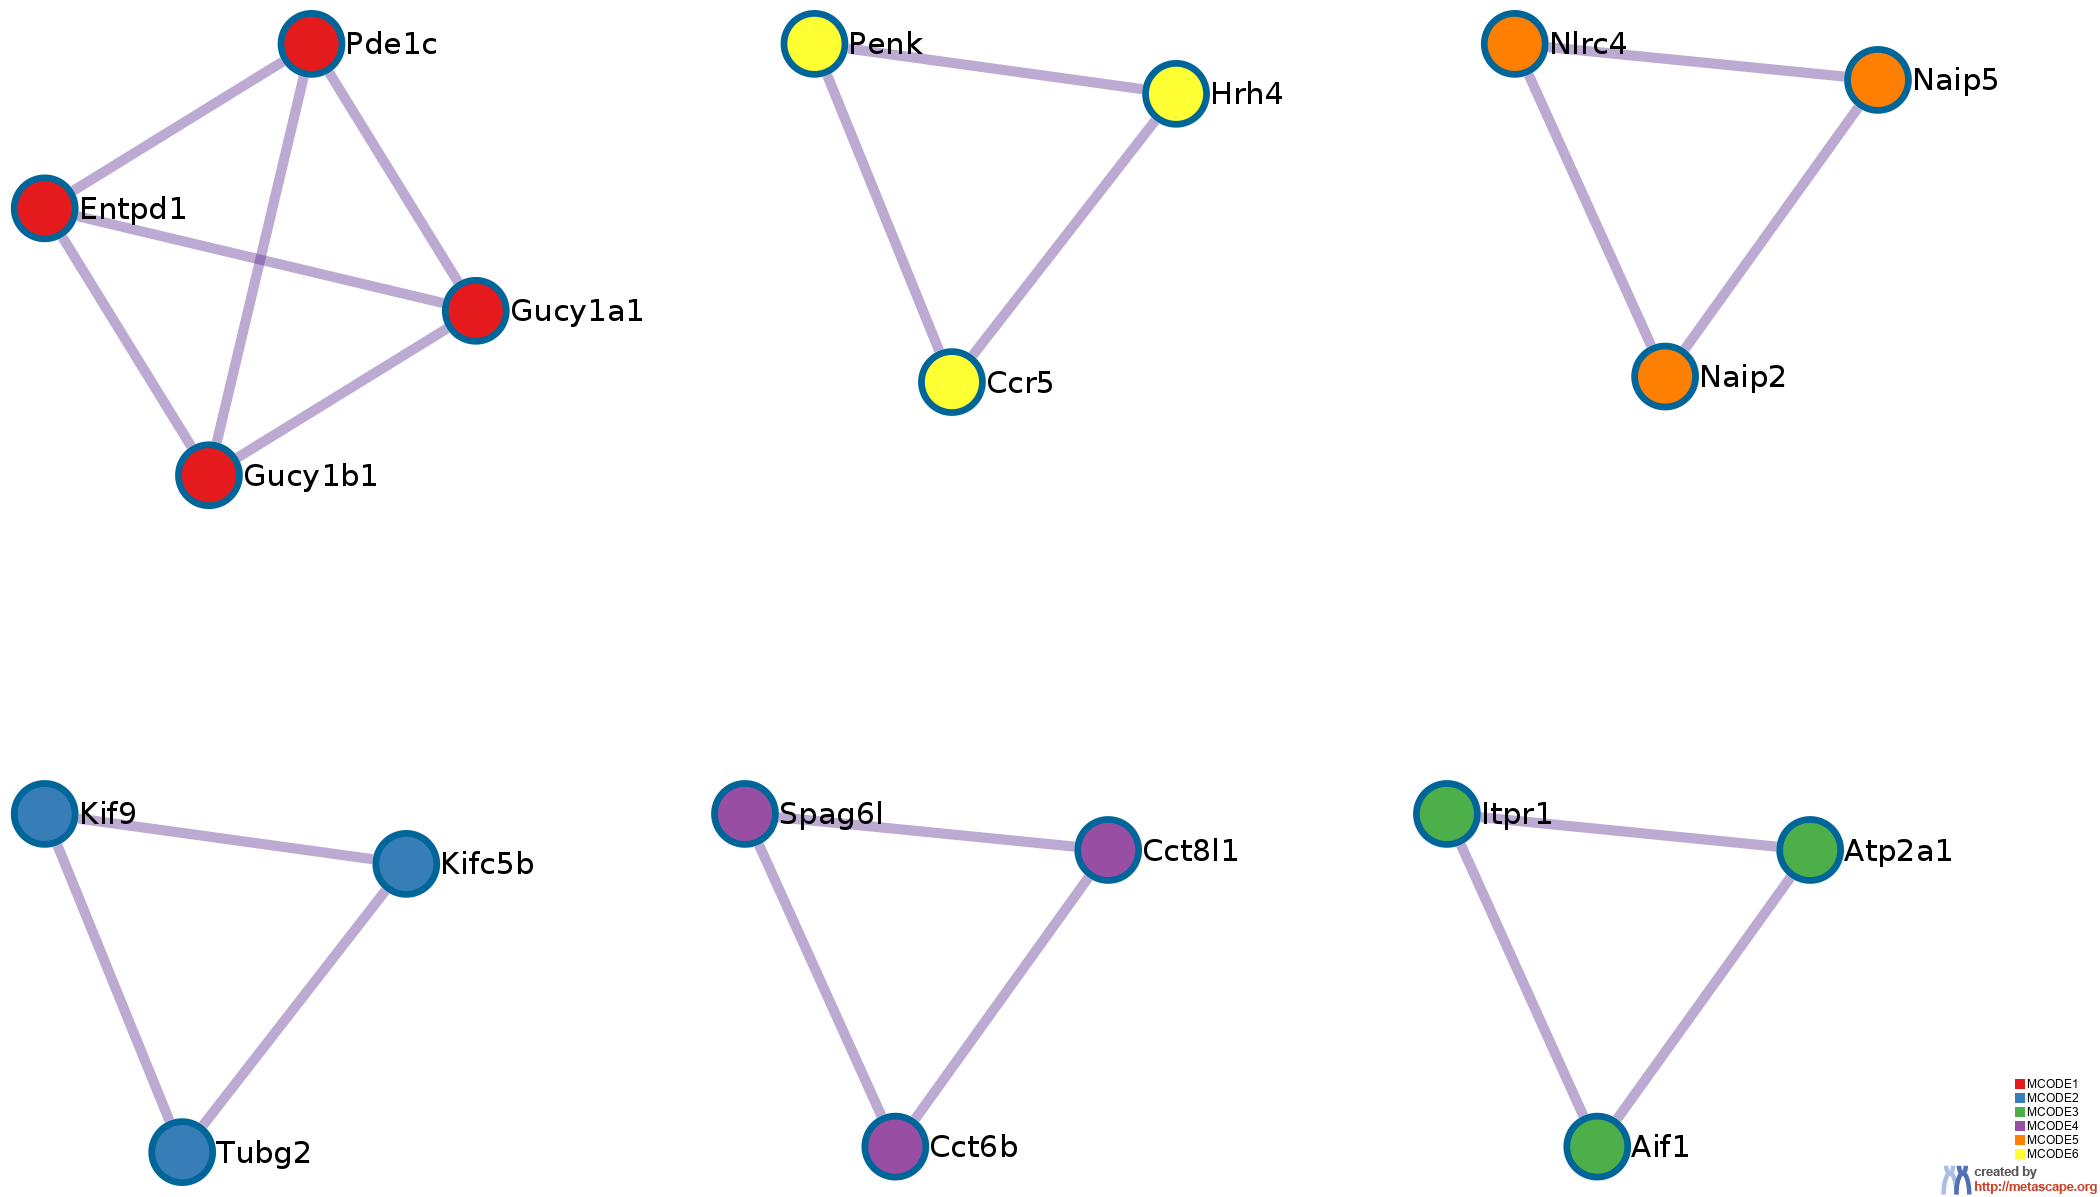 Pde1c
Entpd1
Gucy1a1
Gucy1b1
Penk
Hrh4
Ccr5
Nlrc4
Naip5
Naip2
Kif9
Kifc5b
Tubg2
Spag6l
Cct8l1
Cct6b
Itpr1
Atp2a1
Aif1
MCODE1
MCODE2
MCODE3
MCODE4
MCODE5
MCODE6
created by
http://metascape.org